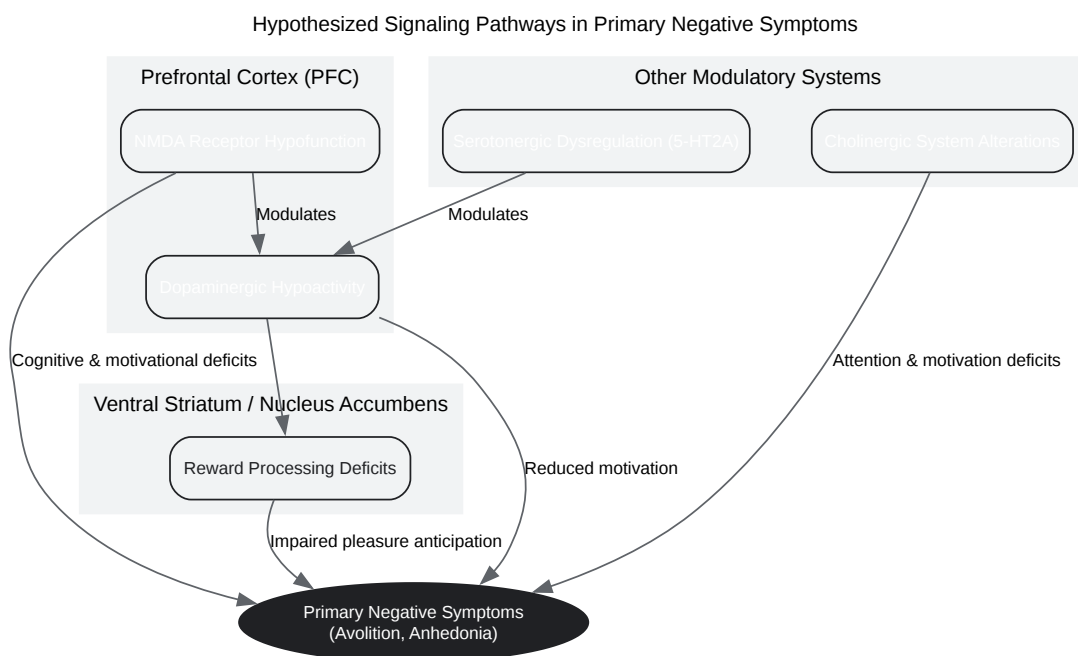 Hypothesized Signaling Pathways in Primary Negative Symptoms
Prefrontal Cortex (PFC)
Other Modulatory Systems
NMDA Receptor Hypofunction
Serotonergic Dysregulation (5-HT2A)
Cholinergic System Alterations
Modulates
Modulates
Dopaminergic Hypoactivity
Cognitive & motivational deficits
Attention & motivation deficits
Ventral Striatum / Nucleus Accumbens
Reward Processing Deficits
Reduced motivation
Impaired pleasure anticipation
Primary Negative Symptoms
(Avolition, Anhedonia)